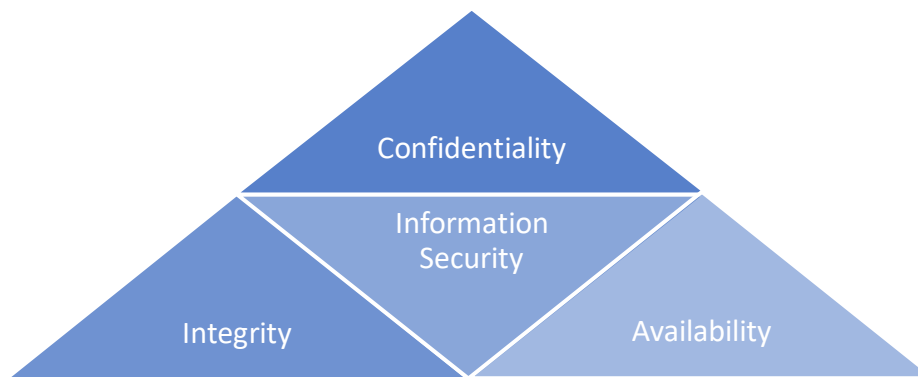 Confidentiality
Information
Security
Integrity
Availability